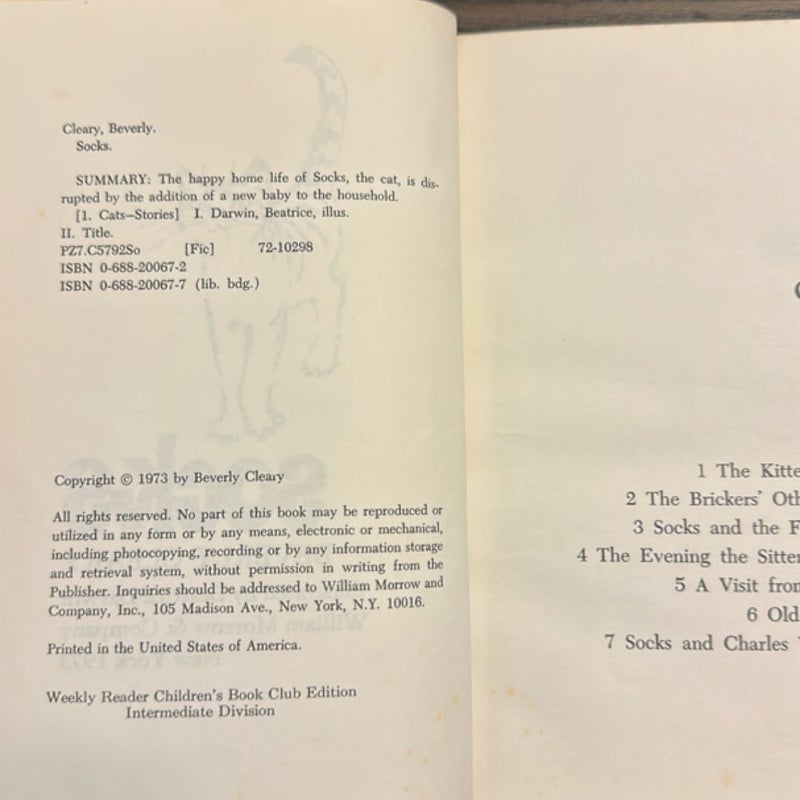 Cleary, Beverly.
Socks.
SUMMARY: The happy home life of Socks, the cat, is dis-
rupted by the addition of a new baby to the household.
[1. Cats—Stories] I. Darwin, Beatrice, illus.
II. Title.
PZ7.C5792So [Fic] 72-10298
ISBN 0-688-20067-2
ISBN 0-688-20067-7 (lib. bdg.)
Copyright © 1973 by Beverly Cleary
All rights reserved. No part of this book may be reproduced or
utilized in any form or by any means, electronic or mechanical,
including photocopying, recording or by any information storage
and retrieval system, without permission in writing from the
Publisher. Inquiries should be addressed to William Morrow and
Company, Inc., 105 Madison Ave., New York, N.Y. 10016.
Printed in the United States of America.
Weekly Reader Children's Book Club Edition
Intermediate Division
1 The Kitte
2 The Brickers' Oth
3 Socks and the F
4 The Evening the Sitter
5 A Visit from
6 Old
7 Socks and Charles